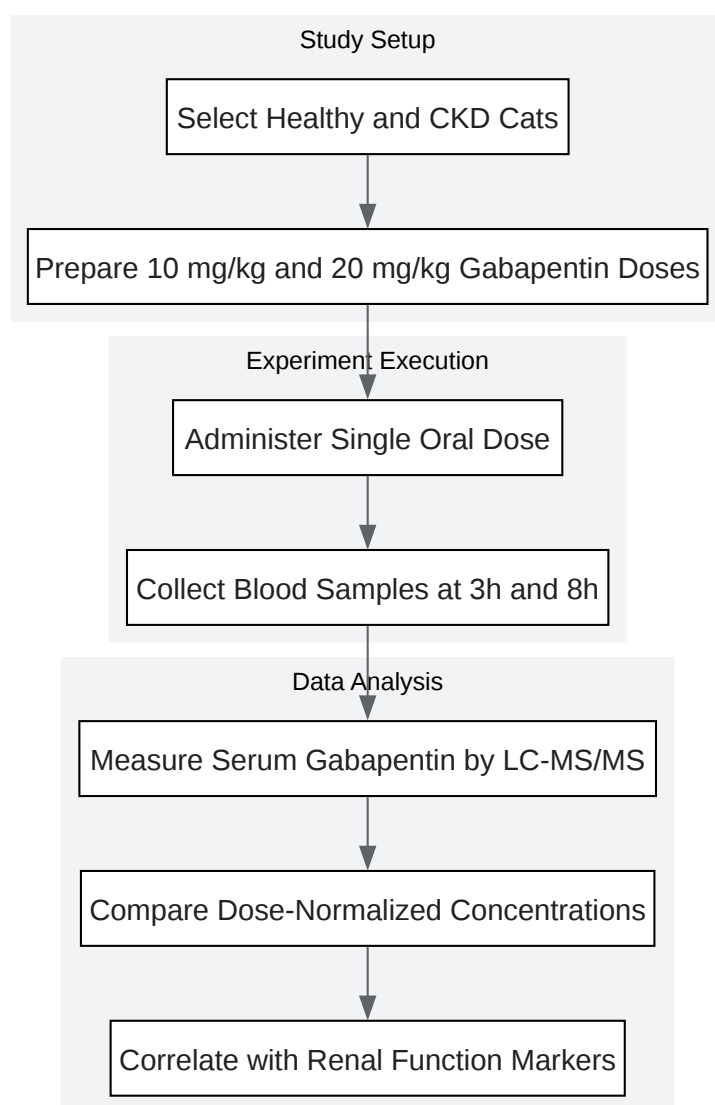 Study Setup
Select Healthy and CKD Cats
Prepare 10 mg/kg and 20 mg/kg Gabapentin Doses
Experiment Execution
Administer Single Oral Dose
Collect Blood Samples at 3h and 8h
Data Analysis
Measure Serum Gabapentin by LC-MS/MS
Compare Dose-Normalized Concentrations
Correlate with Renal Function Markers